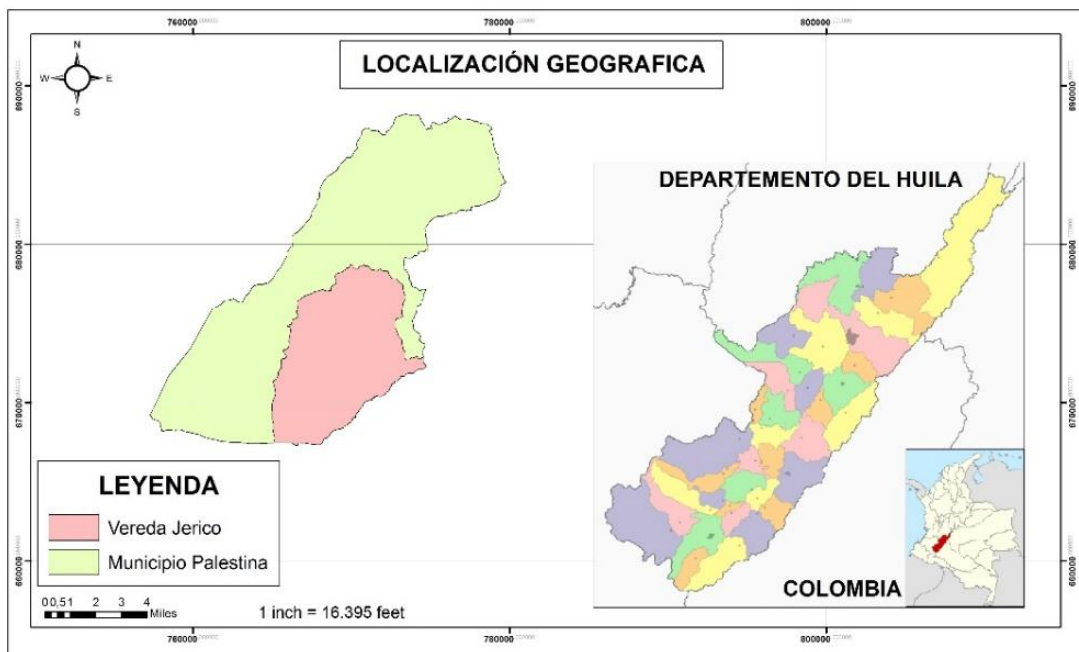 760000 780000 800000
LOCALIZACIÓN GEOGRAFICA
N
W E
S
690000 690000
DEPARTEMENTO DEL HUILA
680000 680000
670000 670000
LEYENDA
Vereda Jerico
Municipio Palestina
660000 660000
COLOMBIA
0 0,5 1 2 3 4
Miles
1 inch = 16.395 feet
760000 780000 800000